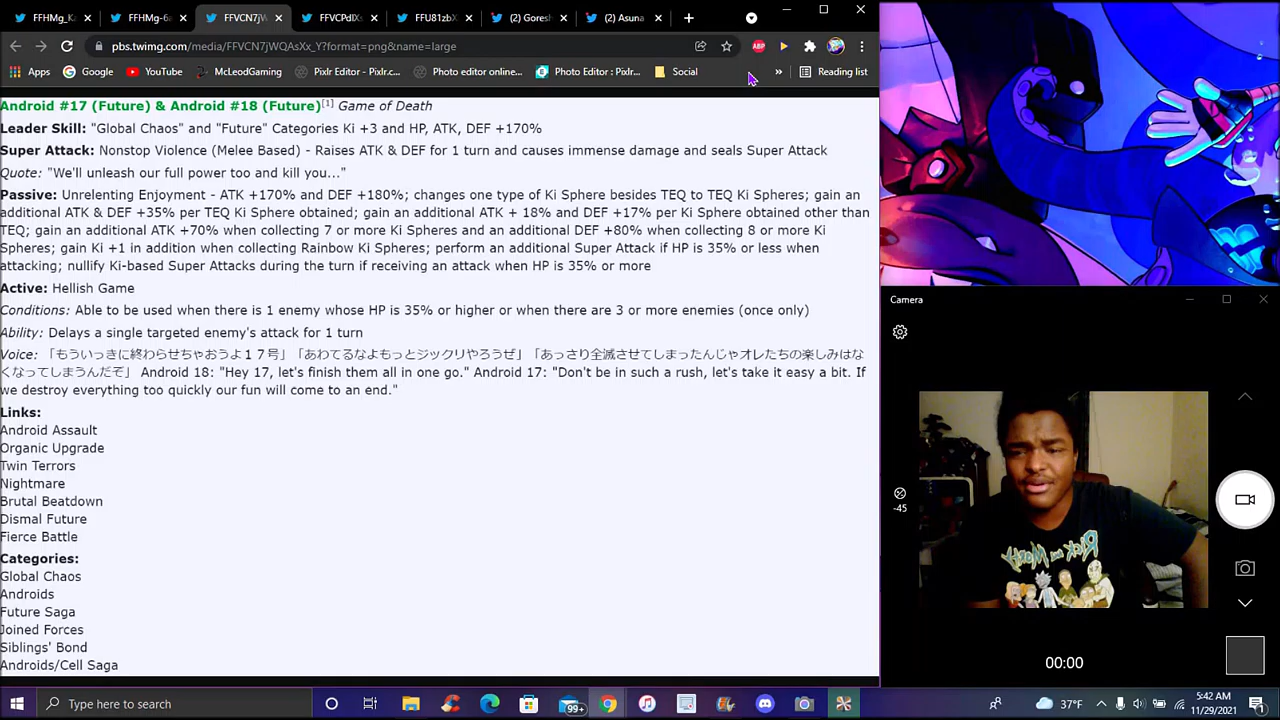 FFHMg_Ka
FFHMg-6a
FFVCN7jW
FFVCPdIX
FFU81zbX
(2) Goresh
(2) Asuna
pbs.twimg.com/media/FFVCN7jWQAsXx_Y?format=png&name=large
ABP
Apps
Google
YouTube
McLeodGaming
Pixlr Editor - Pixlr.c...
Photo editor online...
Photo Editor : Pixlr...
Social
»
Reading list
Android #17 (Future) & Android #18 (Future)[1] Game of Death
Leader Skill: "Global Chaos" and "Future" Categories Ki +3 and HP, ATK, DEF +170%
Super Attack: Nonstop Violence (Melee Based) - Raises ATK & DEF for 1 turn and causes immense damage and seals Super Attack
Quote: "We'll unleash our full power too and kill you..."
Passive: Unrelenting Enjoyment - ATK +170% and DEF +180%; changes one type of Ki Sphere besides TEQ to TEQ Ki Spheres; gain an
additional ATK & DEF +35% per TEQ Ki Sphere obtained; gain an additional ATK + 18% and DEF +17% per Ki Sphere obtained other than
TEQ; gain an additional ATK +70% when collecting 7 or more Ki Spheres and an additional DEF +80% when collecting 8 or more Ki
Spheres; gain Ki +1 in addition when collecting Rainbow Ki Spheres; perform an additional Super Attack if HP is 35% or less when
attacking; nullify Ki-based Super Attacks during the turn if receiving an attack when HP is 35% or more
Active: Hellish Game
Conditions: Able to be used when there is 1 enemy whose HP is 35% or higher or when there are 3 or more enemies (once only)
Ability: Delays a single targeted enemy's attack for 1 turn
Voice: 「もういっきに終わらせちゃおうよ１７号」「あわてるなよもっとジックリやろうぜ」「あっさり全滅させてしまったんじゃオレたちの楽しみはな
くなってしまうんだぞ」 Android 18: "Hey 17, let's finish them all in one go." Android 17: "Don't be in such a rush, let's take it easy a bit. If
we destroy everything too quickly our fun will come to an end."
Links:
Android Assault
Organic Upgrade
Twin Terrors
Nightmare
Brutal Beatdown
Dismal Future
Fierce Battle
Categories:
Global Chaos
Androids
Future Saga
Joined Forces
Siblings' Bond
Androids/Cell Saga
Camera
-45
RICK and MORTY
00:00
Type here to search
99+
37°F
5:42 AM
11/29/2021
1